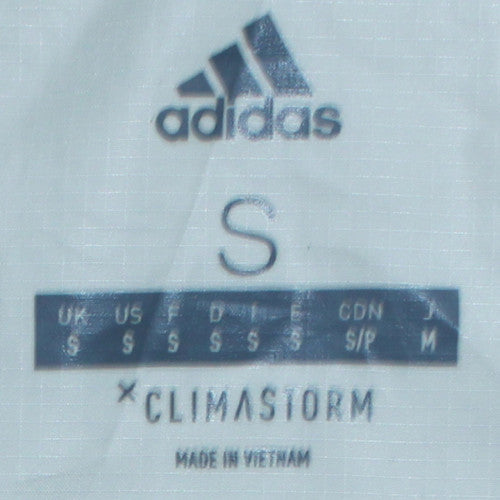 adidas
S
UK US F D I E CDN J
S S S S S S S/P M
×CLIMASTORM
MADE IN VIETNAM